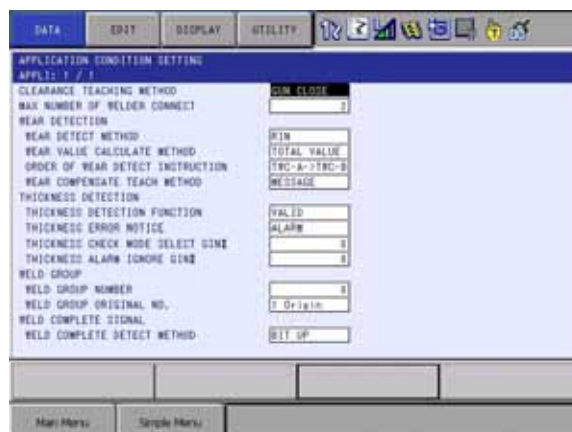 DATA EDIT DISPLAY UTILITY
APPLICATION CONDITION SETTING
APPLI: 1 / 1
CLEARANCE TEACHING METHOD GUN CLOSE
MAX NUMBER OF WELDER CONNECT 2
WEAR DETECTION
WEAR DETECT METHOD RIN
WEAR VALUE CALCULATE METHOD TOTAL VALUE
ORDER OF WEAR DETECT INSTRUCTION TWC-A->TWC-B
WEAR COMPENSATE TEACH METHOD MESSAGE
THICKNESS DETECTION
THICKNESS DETECTION FUNCTION VALID
THICKNESS ERROR NOTICE ALARM
THICKNESS CHECK MODE SELECT GIN# 0
THICKNESS ALARM IGNORE GIN# 0
WELD GROUP
WELD GROUP NUMBER
WELD GROUP ORIGINAL NO. Origin
WELD COMPLETE SIGNAL
WELD COMPLETE DETECT METHOD BIT UP
Main Menu Simple Menu